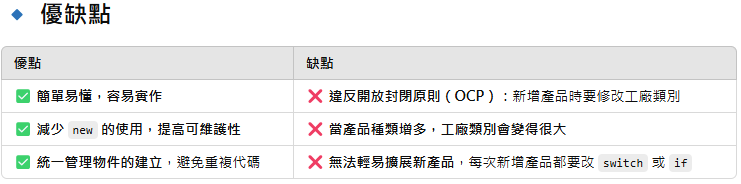 優缺點
優點 缺點
✅ 簡單易懂，容易實作 ❌ 違反開放封閉原則（OCP）：新增產品時要修改工廠類別
✅ 減少 new 的使用，提高可維護性 ❌ 當產品種類增多，工廠類別會變得很大
✅ 統一管理物件的建立，避免重複代碼 ❌ 無法輕易擴展新產品，每次新增產品都要改 switch 或 if